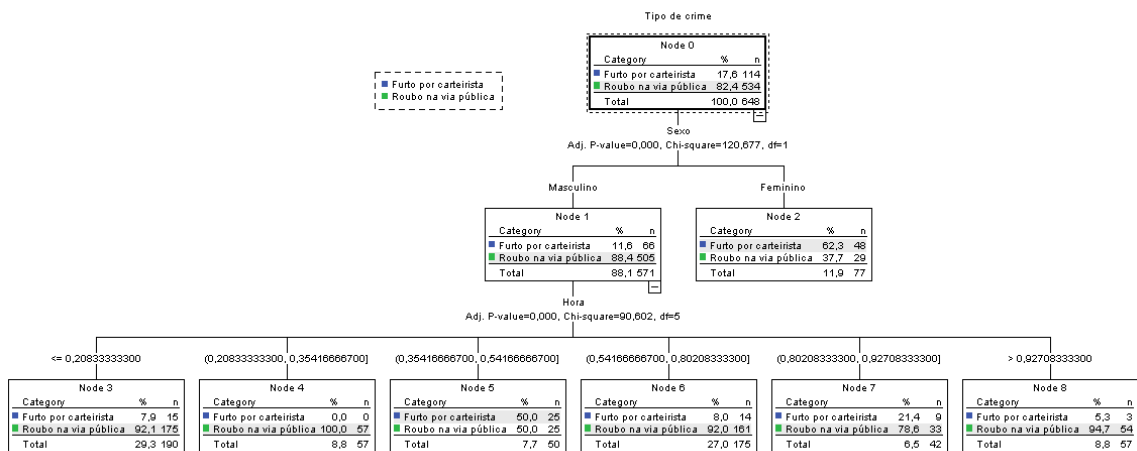 Tipo de crime
Node 0
Category % n
Furto por carteirista 17,6 114
Roubo na via pública 82,4 534
Total 100,0 648
Furto por carteirista
Roubo na via pública
Sexo
Adj. P-value=0,000, Chi-square=120,677, df=1
Masculino
Feminino
Node 1
Category % n
Furto por carteirista 11,6 66
Roubo na via pública 88,4 505
Total 88,1 571
Node 2
Category % n
Furto por carteirista 62,3 48
Roubo na via pública 37,7 29
Total 11,9 77
Hora
Adj. P-value=0,000, Chi-square=90,602, df=5
<= 0,20833333300
(0,20833333300, 0,35416666700]
(0,35416666700, 0,54166666700]
(0,54166666700, 0,80208333300]
(0,80208333300, 0,92708333300]
> 0,92708333300
Node 3
Category % n
Furto por carteirista 7,9 15
Roubo na via pública 92,1 175
Total 29,3 190
Node 4
Category % n
Furto por carteirista 0,0 0
Roubo na via pública 100,0 57
Total 8,8 57
Node 5
Category % n
Furto por carteirista 50,0 25
Roubo na via pública 50,0 25
Total 7,7 50
Node 6
Category % n
Furto por carteirista 8,0 14
Roubo na via pública 92,0 161
Total 27,0 175
Node 7
Category % n
Furto por carteirista 21,4 9
Roubo na via pública 78,6 33
Total 6,5 42
Node 8
Category % n
Furto por carteirista 5,3 3
Roubo na via pública 94,7 54
Total 8,8 57